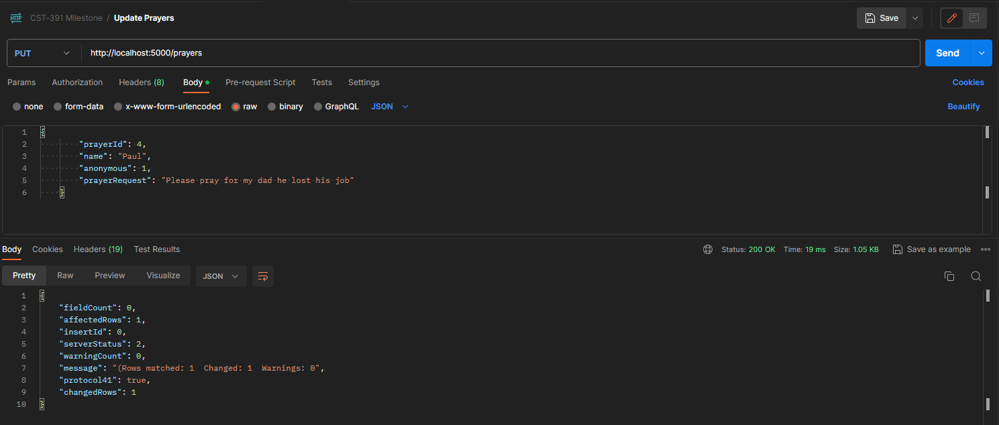 HTTP CST-391 Milestone / Update Prayers Save
PUT http://localhost:5000/prayers Send
Params Authorization Headers (8) Body Pre-request Script Tests Settings Cookies
none form-data x-www-form-urlencoded raw binary GraphQL JSON Beautify
1 {
2 "prayerId": 4,
3 "name": "Paul",
4 "anonymous": 1,
5 "prayerRequest": "Please pray for my dad he lost his job"
6 }
Body Cookies Headers (19) Test Results Status: 200 OK Time: 19 ms Size: 1.05 KB Save as example
Pretty Raw Preview Visualize JSON
1 {
2 "fieldCount": 0,
3 "affectedRows": 1,
4 "insertId": 0,
5 "serverStatus": 2,
6 "warningCount": 0,
7 "message": "(Rows matched: 1  Changed: 1  Warnings: 0",
8 "protocol41": true,
9 "changedRows": 1
10 }